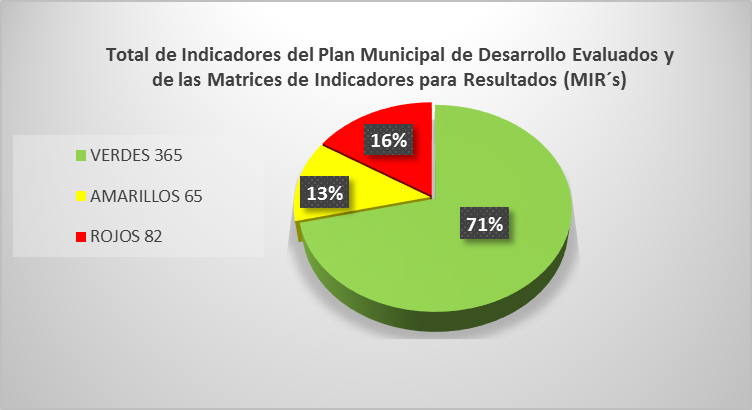 Total de Indicadores del Plan Municipal de Desarrollo Evaluados y
de las Matrices de Indicadores para Resultados (MIR´s)
VERDES 365
AMARILLOS 65
ROJOS 82
16%
13%
71%